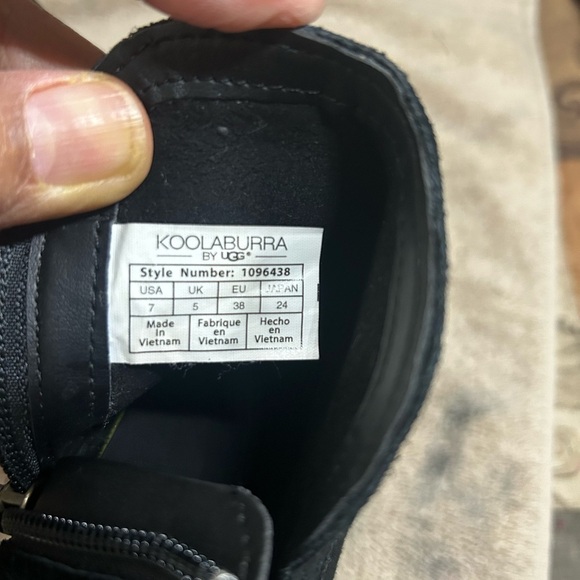 KOOLABURRA
BY UGG®
Style Number: 1096438
USA UK EU JAPAN
7 5 38 24
Made in Vietnam
Fabrique en Vietnam
Hecho en Vietnam